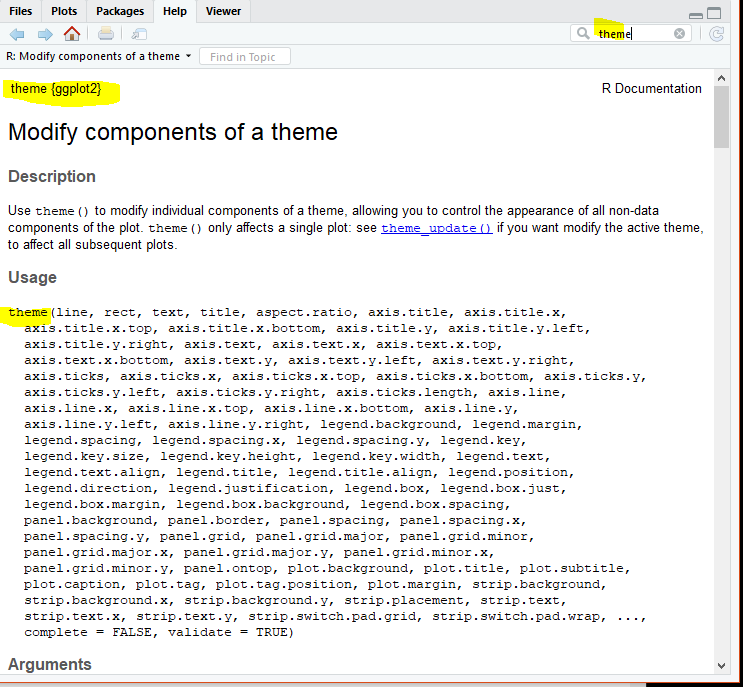 Files Plots Packages Help Viewer
theme
R: Modify components of a theme Find in Topic
theme {ggplot2} R Documentation
Modify components of a theme
Description
Use theme() to modify individual components of a theme, allowing you to control the appearance of all non-data
components of the plot. theme() only affects a single plot: see theme_update() if you want modify the active theme,
to affect all subsequent plots.
Usage
theme(line, rect, text, title, aspect.ratio, axis.title, axis.title.x,
axis.title.x.top, axis.title.x.bottom, axis.title.y, axis.title.y.left,
axis.title.y.right, axis.text, axis.text.x, axis.text.x.top,
axis.text.x.bottom, axis.text.y, axis.text.y.left, axis.text.y.right,
axis.ticks, axis.ticks.x, axis.ticks.x.top, axis.ticks.x.bottom, axis.ticks.y,
axis.ticks.y.left, axis.ticks.y.right, axis.ticks.length, axis.line,
axis.line.x, axis.line.x.top, axis.line.x.bottom, axis.line.y,
axis.line.y.left, axis.line.y.right, legend.background, legend.margin,
legend.spacing, legend.spacing.x, legend.spacing.y, legend.key,
legend.key.size, legend.key.height, legend.key.width, legend.text,
legend.text.align, legend.title, legend.title.align, legend.position,
legend.direction, legend.justification, legend.box, legend.box.just,
legend.box.margin, legend.box.background, legend.box.spacing,
panel.background, panel.border, panel.spacing, panel.spacing.x,
panel.spacing.y, panel.grid, panel.grid.major, panel.grid.minor,
panel.grid.major.x, panel.grid.major.y, panel.grid.minor.x,
panel.grid.minor.y, panel.ontop, plot.background, plot.title, plot.subtitle,
plot.caption, plot.tag, plot.tag.position, plot.margin, strip.background,
strip.background.x, strip.background.y, strip.placement, strip.text,
strip.text.x, strip.text.y, strip.switch.pad.grid, strip.switch.pad.wrap, ...,
complete = FALSE, validate = TRUE)
Arguments